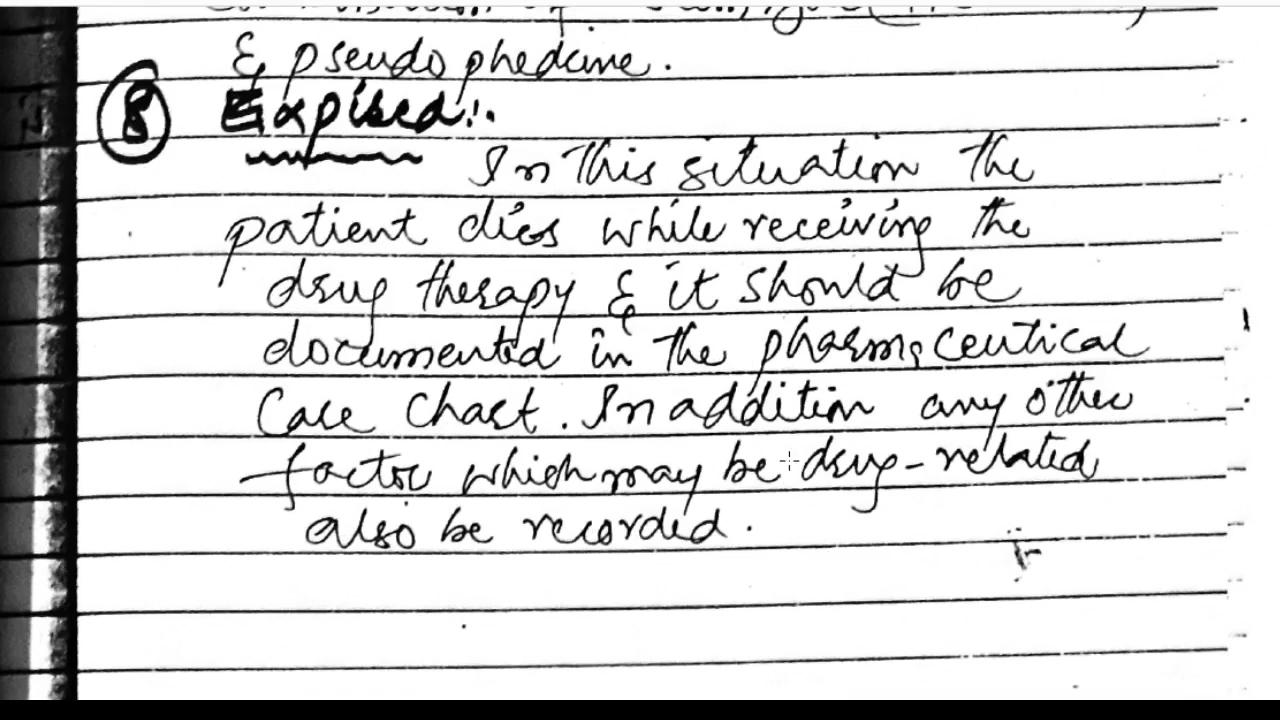 & pseudophedrine.
⑧ Expised:.
In this situation the
patient dies while receiving the
drug therapy & it should be
documented in the pharmaceutical
Care chart. In addition any other
factor which may be drug-related
also be recorded.